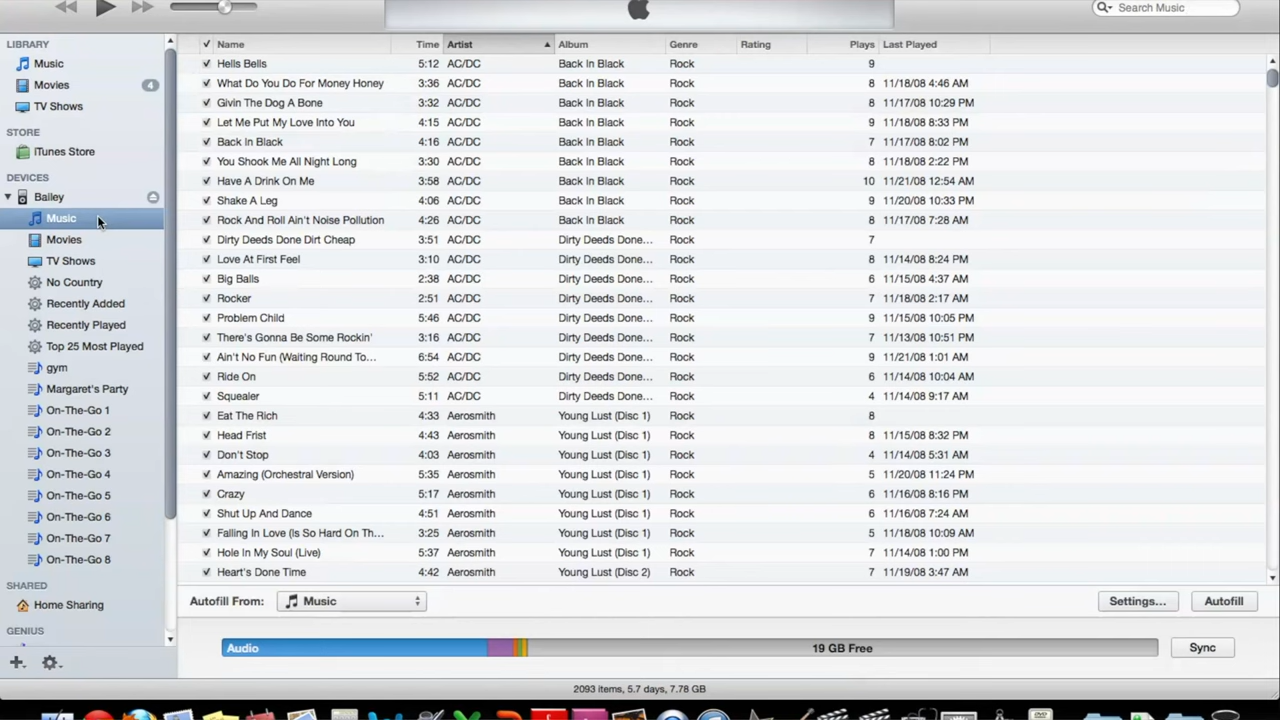 Search Music
LIBRARY
Music
Movies 4
TV Shows
STORE
iTunes Store
DEVICES
Bailey
Music
Movies
TV Shows
No Country
Recently Added
Recently Played
Top 25 Most Played
gym
Margaret's Party
On-The-Go 1
On-The-Go 2
On-The-Go 3
On-The-Go 4
On-The-Go 5
On-The-Go 6
On-The-Go 7
On-The-Go 8
SHARED
Home Sharing
GENIUS
Name Time Artist Album Genre Rating Plays Last Played
Hells Bells 5:12 AC/DC Back In Black Rock 9
What Do You Do For Money Honey 3:36 AC/DC Back In Black Rock 8 11/18/08 4:46 AM
Givin The Dog A Bone 3:32 AC/DC Back In Black Rock 8 11/17/08 10:29 PM
Let Me Put My Love Into You 4:15 AC/DC Back In Black Rock 9 11/18/08 8:33 PM
Back In Black 4:16 AC/DC Back In Black Rock 7 11/17/08 8:02 PM
You Shook Me All Night Long 3:30 AC/DC Back In Black Rock 8 11/18/08 2:22 PM
Have A Drink On Me 3:58 AC/DC Back In Black Rock 10 11/21/08 12:54 AM
Shake A Leg 4:06 AC/DC Back In Black Rock 9 11/20/08 10:33 PM
Rock And Roll Ain't Noise Pollution 4:26 AC/DC Back In Black Rock 8 11/17/08 7:28 AM
Dirty Deeds Done Dirt Cheap 3:51 AC/DC Dirty Deeds Done... Rock 7
Love At First Feel 3:10 AC/DC Dirty Deeds Done... Rock 8 11/14/08 8:24 PM
Big Balls 2:38 AC/DC Dirty Deeds Done... Rock 6 11/15/08 4:37 AM
Rocker 2:51 AC/DC Dirty Deeds Done... Rock 7 11/18/08 2:17 AM
Problem Child 5:46 AC/DC Dirty Deeds Done... Rock 9 11/15/08 10:05 PM
There's Gonna Be Some Rockin' 3:16 AC/DC Dirty Deeds Done... Rock 7 11/13/08 10:51 PM
Ain't No Fun (Waiting Round To... 6:54 AC/DC Dirty Deeds Done... Rock 9 11/21/08 1:01 AM
Ride On 5:52 AC/DC Dirty Deeds Done... Rock 6 11/14/08 10:04 AM
Squealer 5:11 AC/DC Dirty Deeds Done... Rock 4 11/14/08 9:17 AM
Eat The Rich 4:33 Aerosmith Young Lust (Disc 1) Rock 8
Head Frist 4:43 Aerosmith Young Lust (Disc 1) Rock 8 11/15/08 8:32 PM
Don't Stop 4:03 Aerosmith Young Lust (Disc 1) Rock 4 11/14/08 5:31 AM
Amazing (Orchestral Version) 5:35 Aerosmith Young Lust (Disc 1) Rock 5 11/20/08 11:24 PM
Crazy 5:17 Aerosmith Young Lust (Disc 1) Rock 6 11/16/08 8:16 PM
Shut Up And Dance 4:51 Aerosmith Young Lust (Disc 1) Rock 6 11/16/08 7:24 AM
Falling In Love (Is So Hard On Th... 3:25 Aerosmith Young Lust (Disc 1) Rock 5 11/18/08 10:09 AM
Hole In My Soul (Live) 5:37 Aerosmith Young Lust (Disc 1) Rock 7 11/14/08 1:00 PM
Heart's Done Time 4:42 Aerosmith Young Lust (Disc 2) Rock 7 11/19/08 3:47 AM
Autofill From: Music Settings... Autofill
Audio 19 GB Free Sync
2093 items, 5.7 days, 7.78 GB